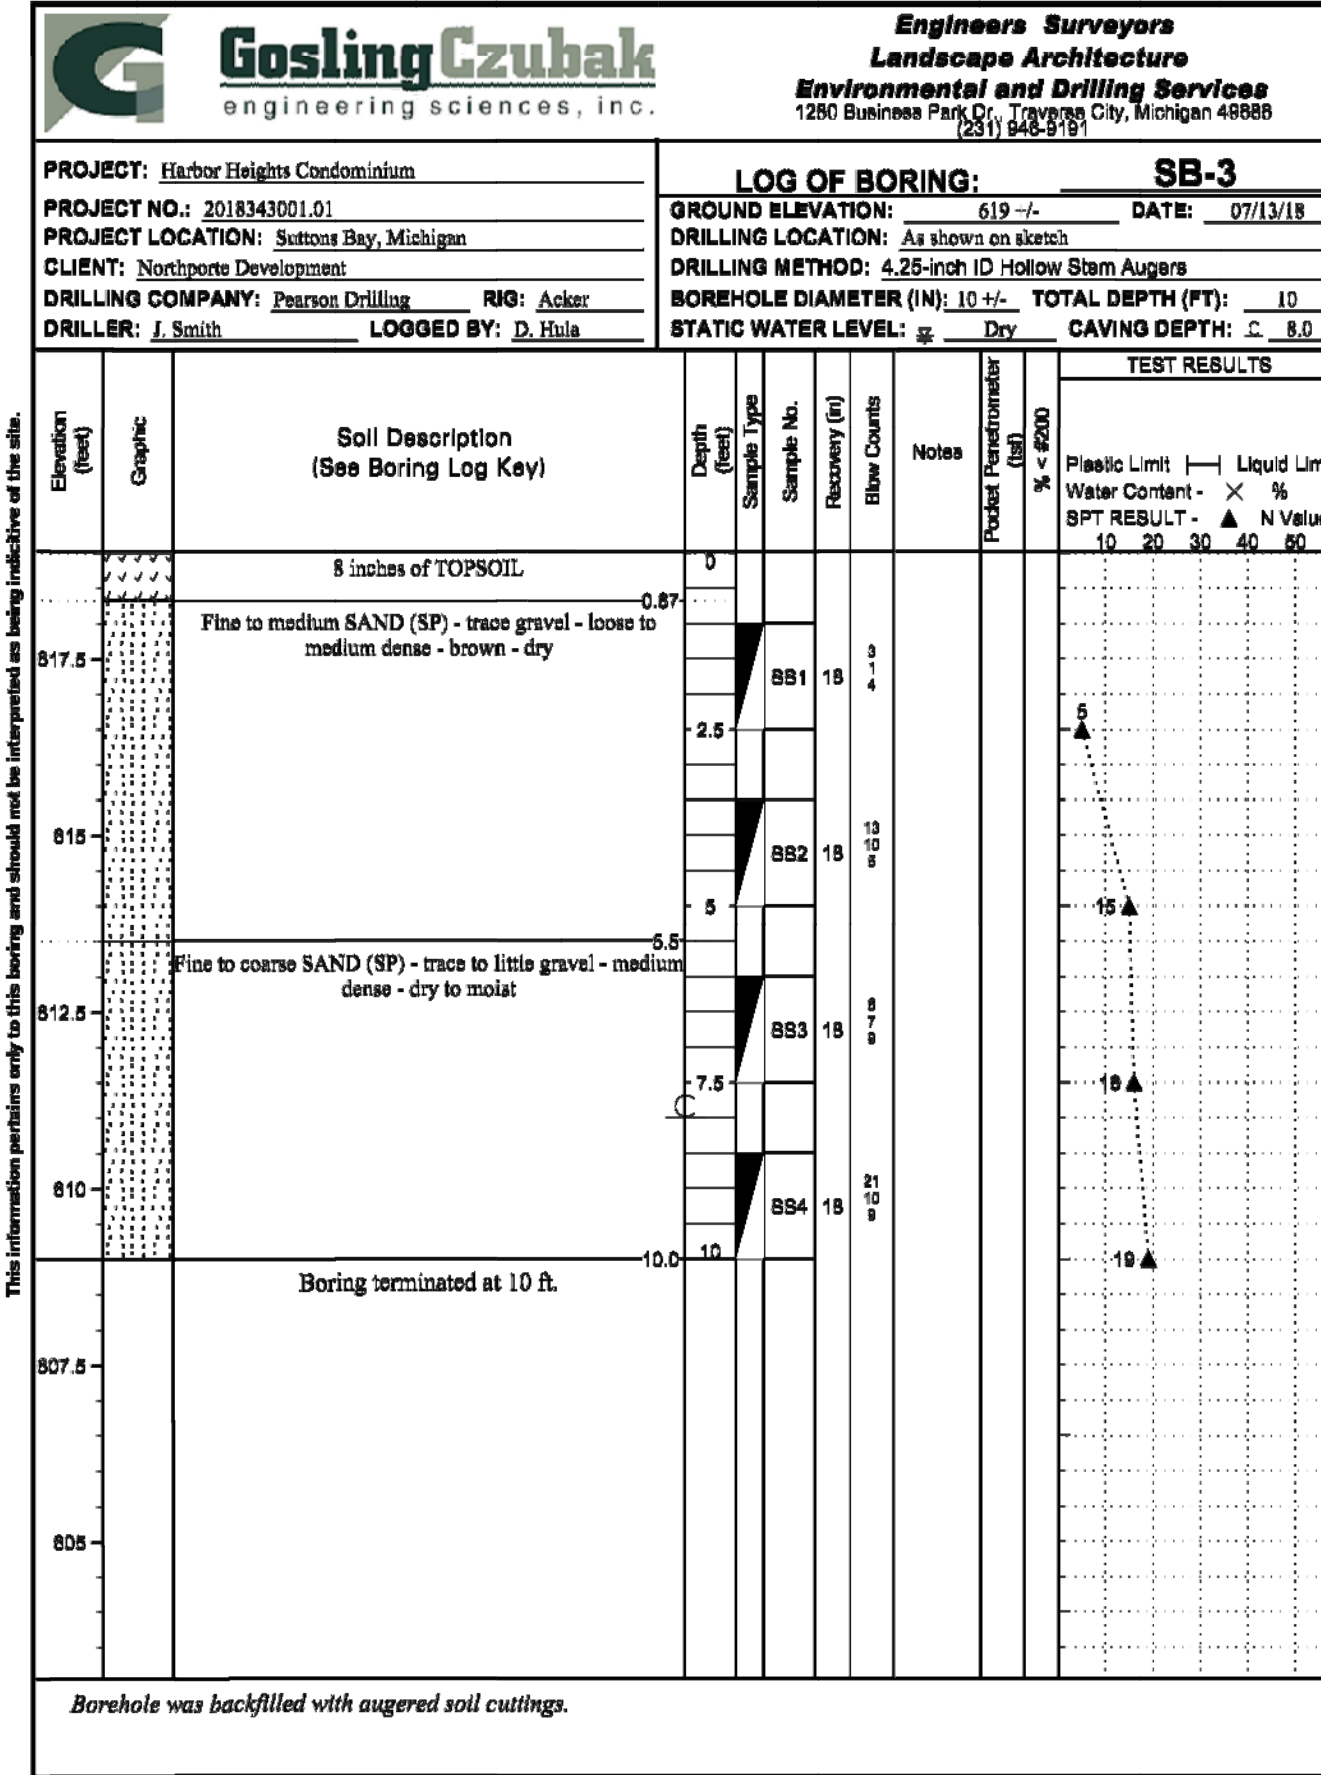 Gosling Czubak
engineering sciences, inc.
Engineers Surveyors
Landscape Architecture
Environmental and Drilling Services
1280 Business Park Dr., Traverse City, Michigan 49686
(231) 946-9191
PROJECT: Harbor Heights Condominium
PROJECT NO.: 2018343001.01
PROJECT LOCATION: Suttons Bay, Michigan
CLIENT: Northporte Development
DRILLING COMPANY: Pearson Drilling RIG: Acker
DRILLER: J. Smith LOGGED BY: D. Hula
LOG OF BORING: SB-3
GROUND ELEVATION: 619 +/- DATE: 07/13/18
DRILLING LOCATION: As shown on sketch
DRILLING METHOD: 4.25-inch ID Hollow Stem Augers
BOREHOLE DIAMETER (IN): 10 +/- TOTAL DEPTH (FT): 10
STATIC WATER LEVEL: Dry CAVING DEPTH: C 8.0
This information pertains only to this boring and should not be interpreted as being indicitive of the site.
Elevation (feet)
Graphic
Soil Description
(See Boring Log Key)
Depth (feet)
Sample Type
Sample No.
Recovery (in)
Blow Counts
Notes
Pocket Penetrometer (tsf)
% < #200
TEST RESULTS
Plastic Limit Liquid Lim
Water Content - X %
SPT RESULT - ▲ N Valu
10 20 30 40 50
8 inches of TOPSOIL
0
0.67
Fine to medium SAND (SP) - trace gravel - loose to
medium dense - brown - dry
617.5
SS1 18 3 1 4
2.5
5
615
SS2 18 13 10 5
5
15
5.5
Fine to coarse SAND (SP) - trace to little gravel - medium
dense - dry to moist
612.5
SS3 18 7 9
7.5
16
C
610
SS4 18 21 10 9
10.0
10
19
Boring terminated at 10 ft.
607.5
605
Borehole was backfilled with augered soil cuttings.